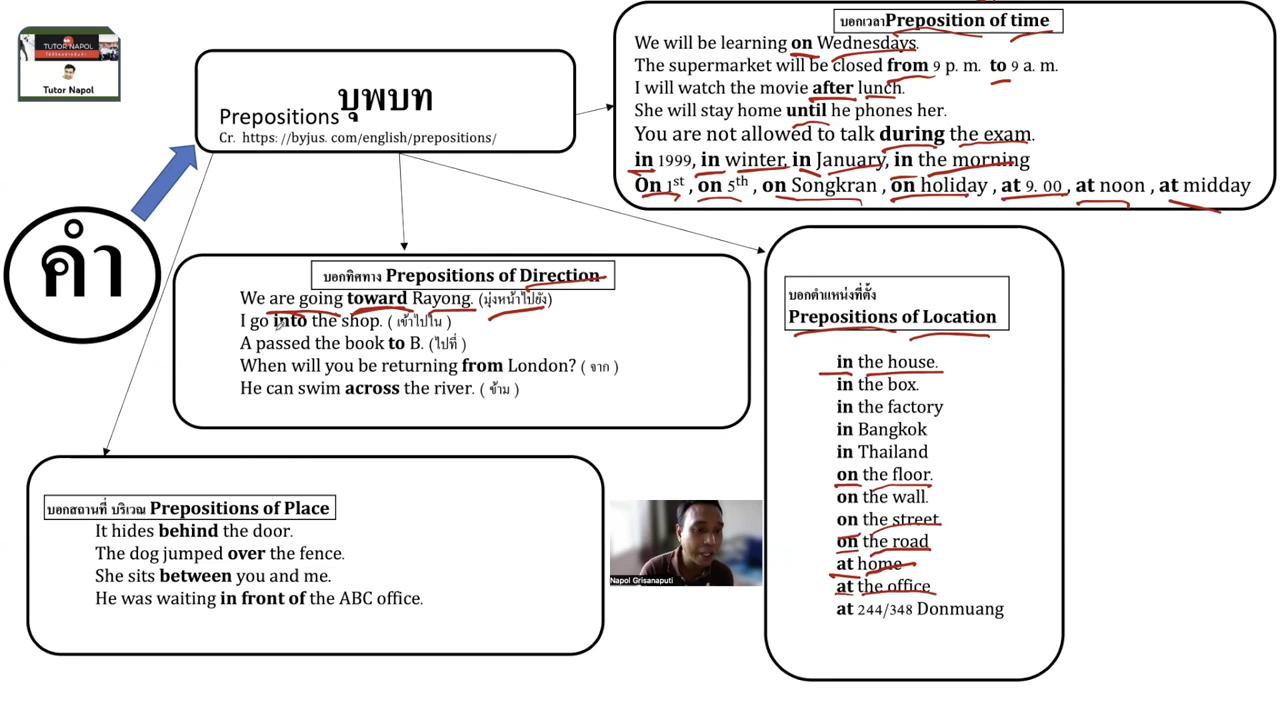 TUTOR NAPOL
Tutor Napol
บุพบท
Prepositions
Cr. https: //byjus. com/english/prepositions/
คำ
บอกเวลาPreposition of time
We will be learning on Wednesdays.
The supermarket will be closed from 9 p. m. to 9 a. m.
I will watch the movie after lunch.
She will stay home until he phones her.
You are not allowed to talk during the exam.
in 1999, in winter, in January, in the morning
On 1st , on 5th , on Songkran , on holiday , at 9. 00 , at noon , at midday
บอกทิศทาง Prepositions of Direction
We are going toward Rayong. (มุ่งหน้าไปยัง)
I go into the shop. ( เข้าไปใน )
A passed the book to B. (ไปที่ )
When will you be returning from London? ( จาก )
He can swim across the river. ( ข้าม )
บอกตำแหน่งที่ตั้ง
Prepositions of Location
in the house.
in the box.
in the factory
in Bangkok
in Thailand
on the floor.
on the wall.
on the street
on the road
at home
at the office
at 244/348 Donmuang
บอกสถานที่ บริเวณ Prepositions of Place
It hides behind the door.
The dog jumped over the fence.
She sits between you and me.
He was waiting in front of the ABC office.
Napol Grisanaputi